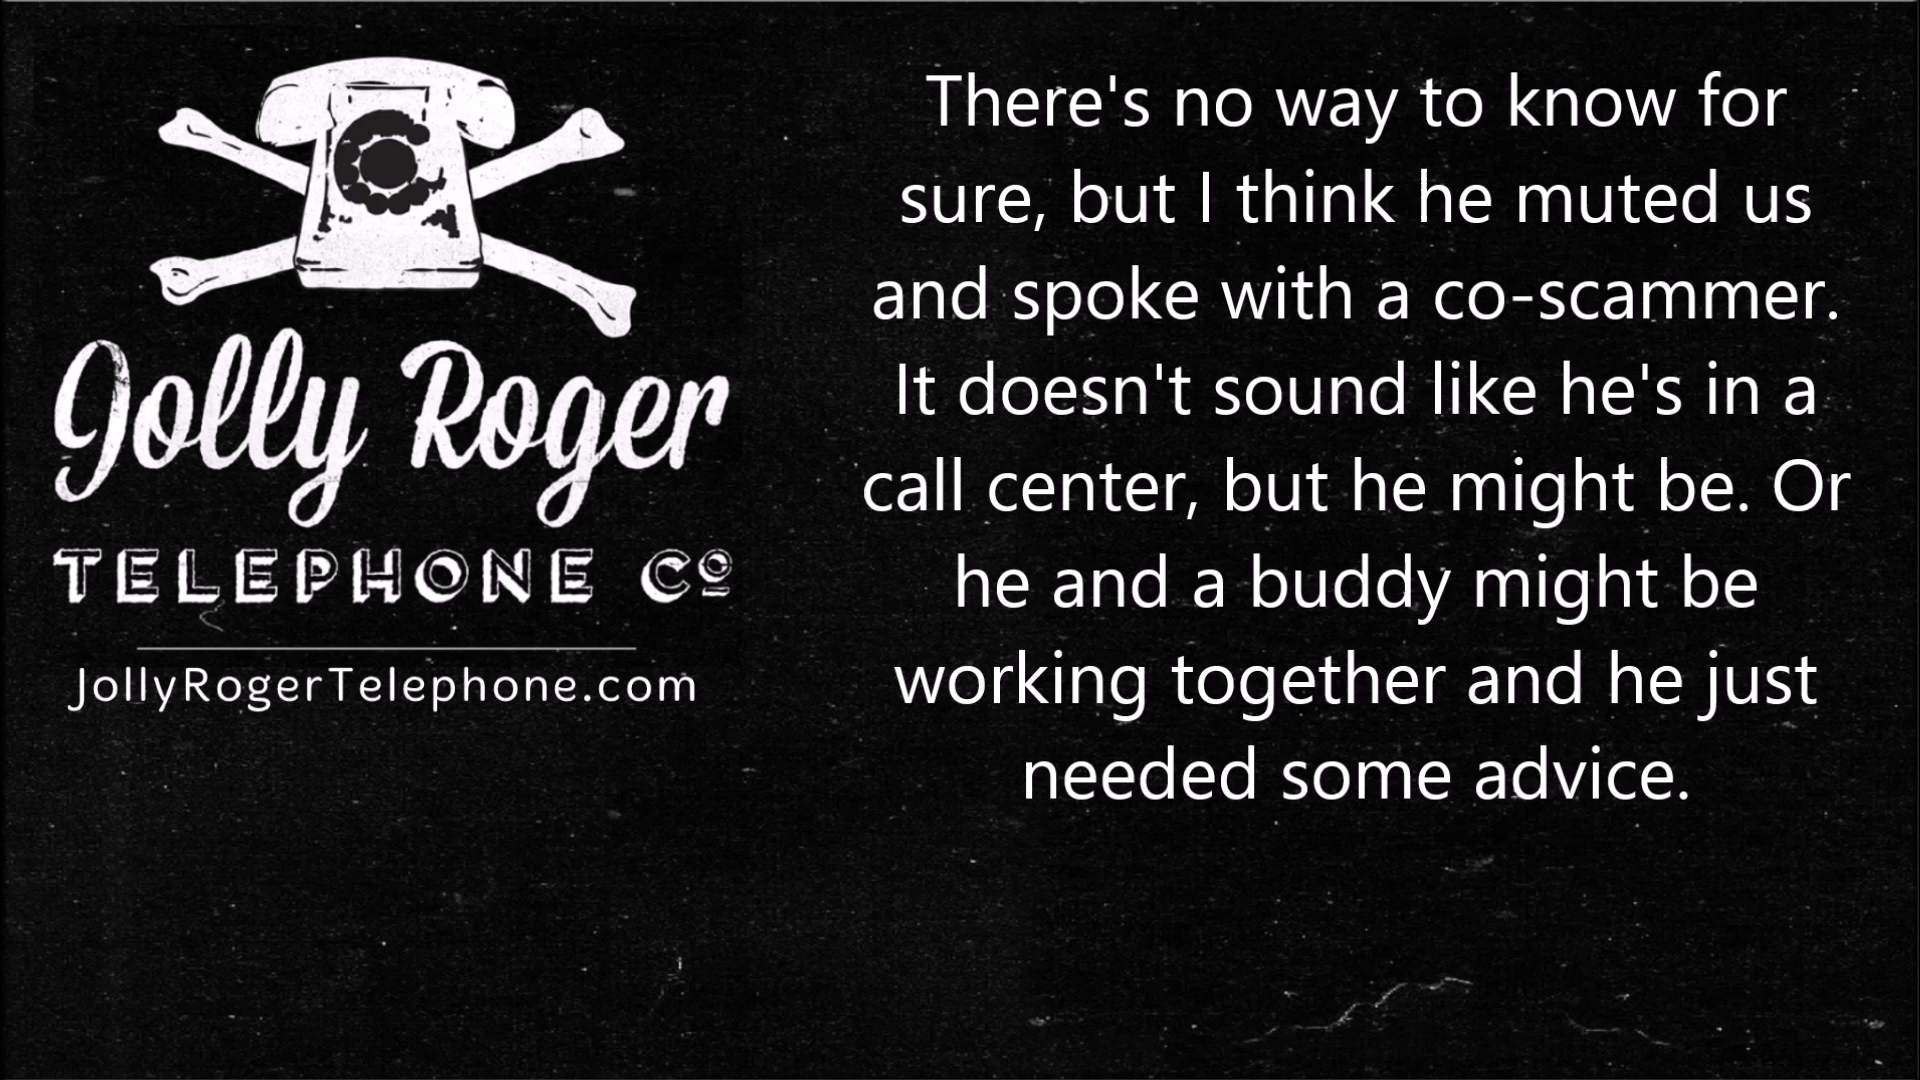 Jolly Roger
TELEPHONE Co
JollyRogerTelephone.com
There's no way to know for
sure, but I think he muted us
and spoke with a co-scammer.
It doesn't sound like he's in a
call center, but he might be. Or
he and a buddy might be
working together and he just
needed some advice.